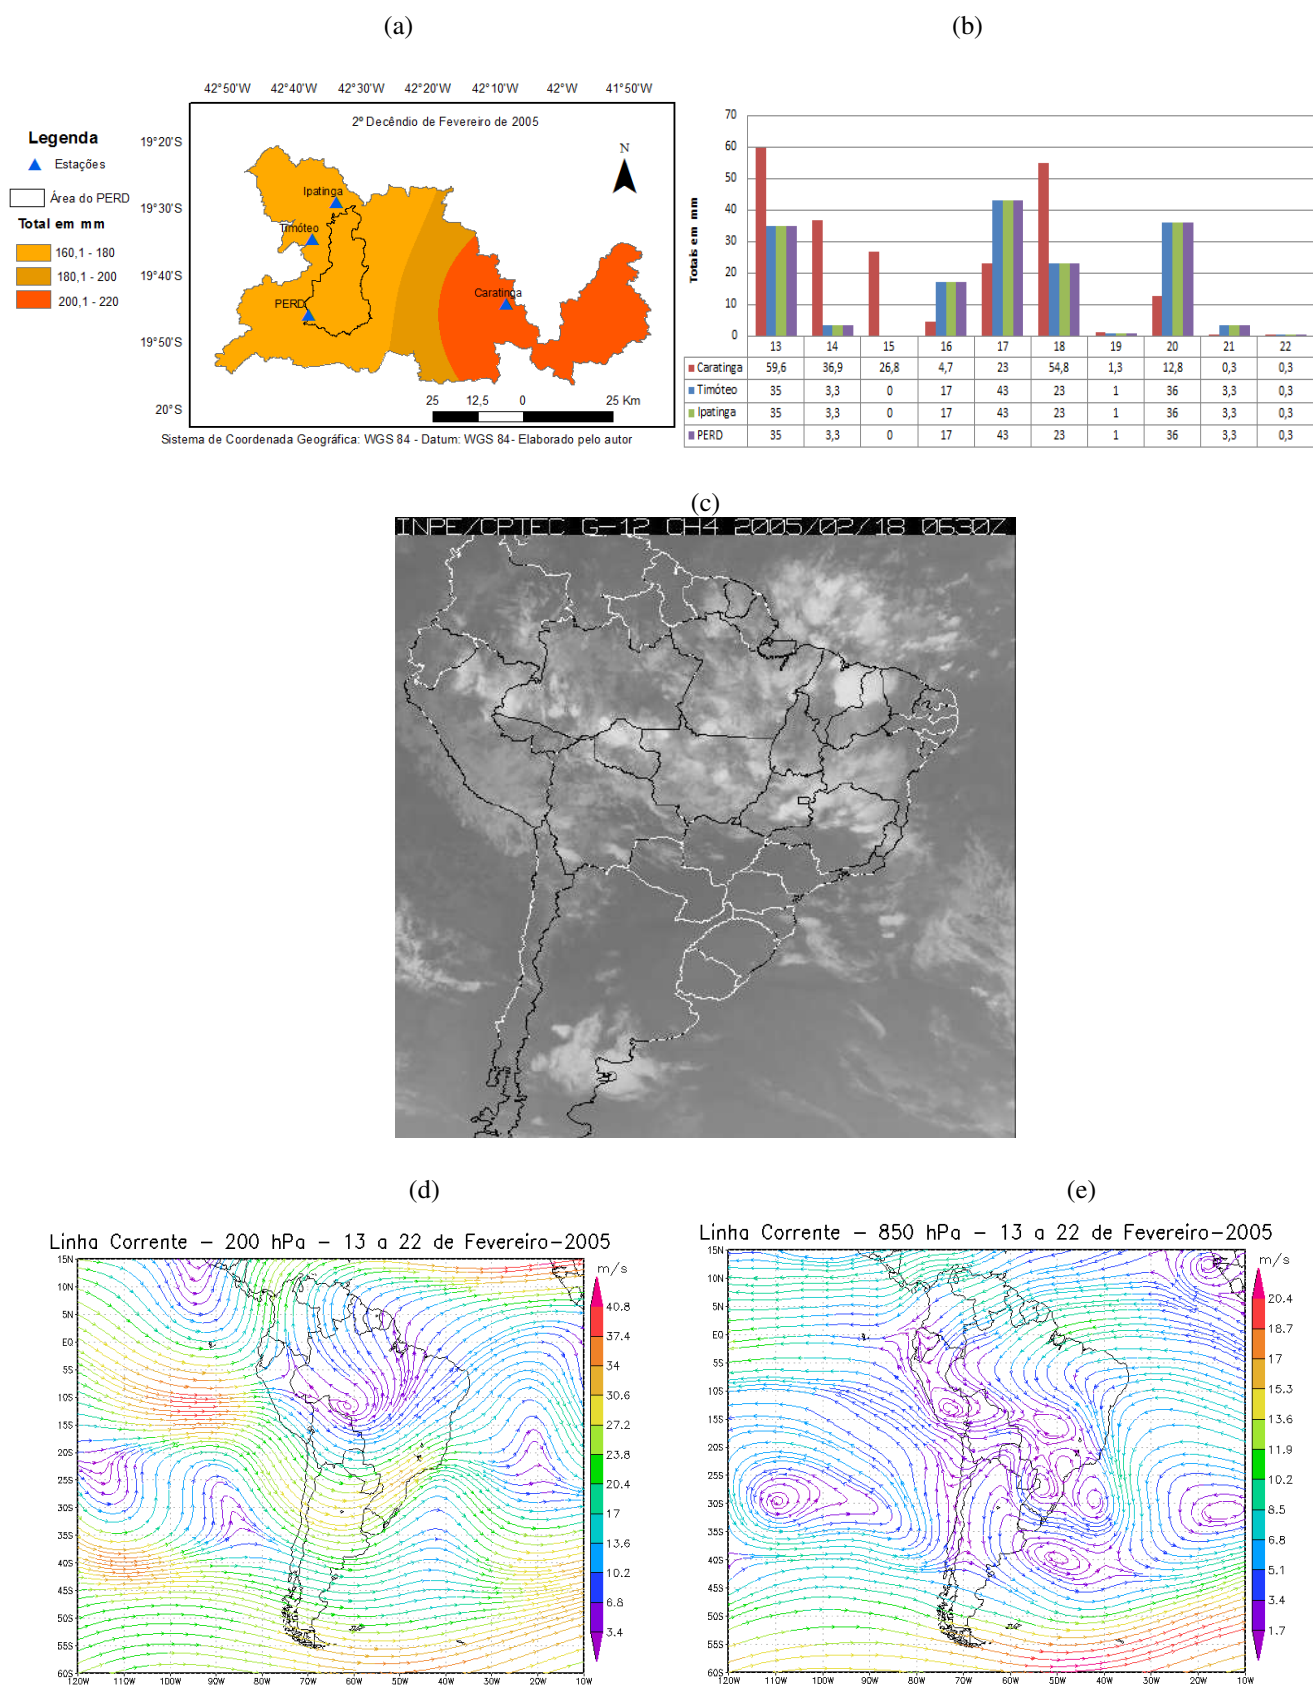 (a)
(b)
42°50'W 42°40'W 42°30'W 42°20'W 42°10'W 42°0'W 41°50'W
2º Decêndio de Fevereiro de 2005
Legenda
Estações
Área do PERD
Total em mm
160,1 - 180
180,1 - 200
200,1 - 220
19°20'S
19°30'S
19°40'S
19°50'S
20°S
N
Ipatinga
Timóteo
PERD
Caratinga
25 12,5 0 25 Km
Sistema de Coordenada Geográfica: WGS 84 - Datum: WGS 84- Elaborado pelo autor
Totais em mm
70
60
50
40
30
20
10
0
13 14 15 16 17 18 19 20 21 22
Caratinga 59,6 36,9 26,8 4,7 23 54,8 1,3 12,8 0,3 0,3
Timóteo 35 3,3 0 17 43 23 1 36 3,3 0,3
Ipatinga 35 3,3 0 17 43 23 1 36 3,3 0,3
PERD 35 3,3 0 17 43 23 1 36 3,3 0,3
(c)
INPE/CPTEC G-12 CH4 2005/02/18 0630Z
(d)
(e)
Linha Corrente - 200 hPa - 13 a 22 de Fevereiro-2005
m/s
15N
10N
5N
EQ
5S
10S
15S
20S
25S
30S
35S
40S
45S
50S
55S
60S
120W 110W 100W 90W 80W 70W 60W 50W 40W 30W 20W 10W
40.8
37.4
34
30.6
27.2
23.8
20.4
17
13.6
10.2
6.8
3.4
Linha Corrente - 850 hPa - 13 a 22 de Fevereiro-2005
m/s
15N
10N
5N
EQ
5S
10S
15S
20S
25S
30S
35S
40S
45S
50S
55S
60S
120W 110W 100W 90W 80W 70W 60W 50W 40W 30W 20W 10W
20.4
18.7
17
15.3
13.6
11.9
10.2
8.5
6.8
5.1
3.4
1.7